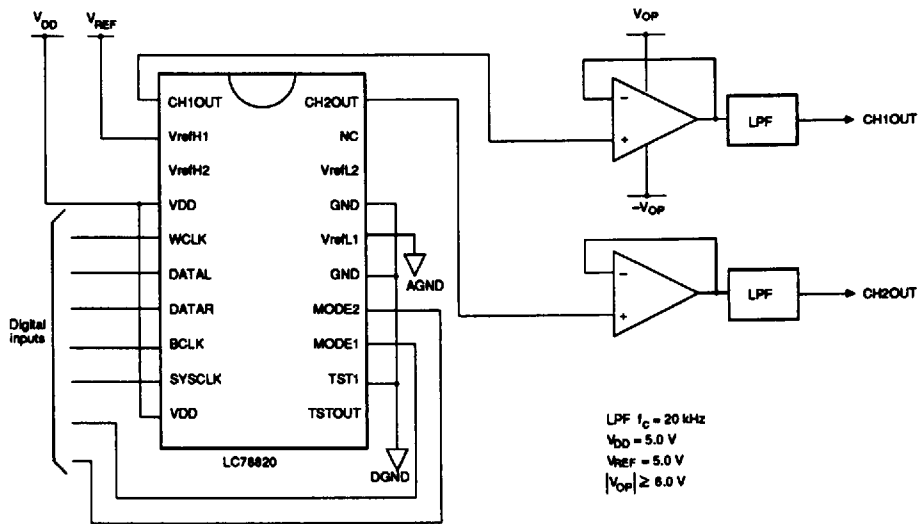 VDD
VREF
CH1OUT
VrefH1
VrefH2
VDD
WCLK
DATAL
DATAR
BCLK
SYSCLK
VDD
CH2OUT
NC
VrefL2
GND
VrefL1
GND
MODE2
MODE1
TST1
TSTOUT
LC78820
Digital
inputs
AGND
DGND
VOP
−
+
−VOP
LPF
CH1OUT
−
+
LPF
CH2OUT
LPF fC = 20 kHz
VDD = 5.0 V
VREF = 5.0 V
|VOP| ≥ 6.0 V